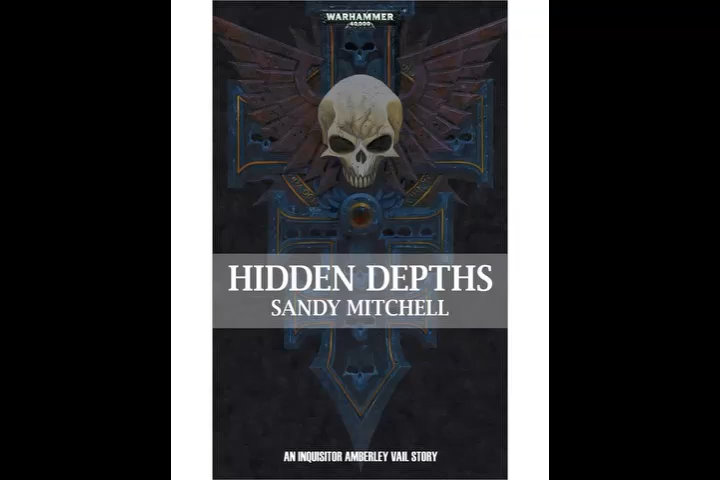 WARHAMMER
40,000
HIDDEN DEPTHS
SANDY MITCHELL
AN INQUISITOR AMBERLEY VAIL STORY